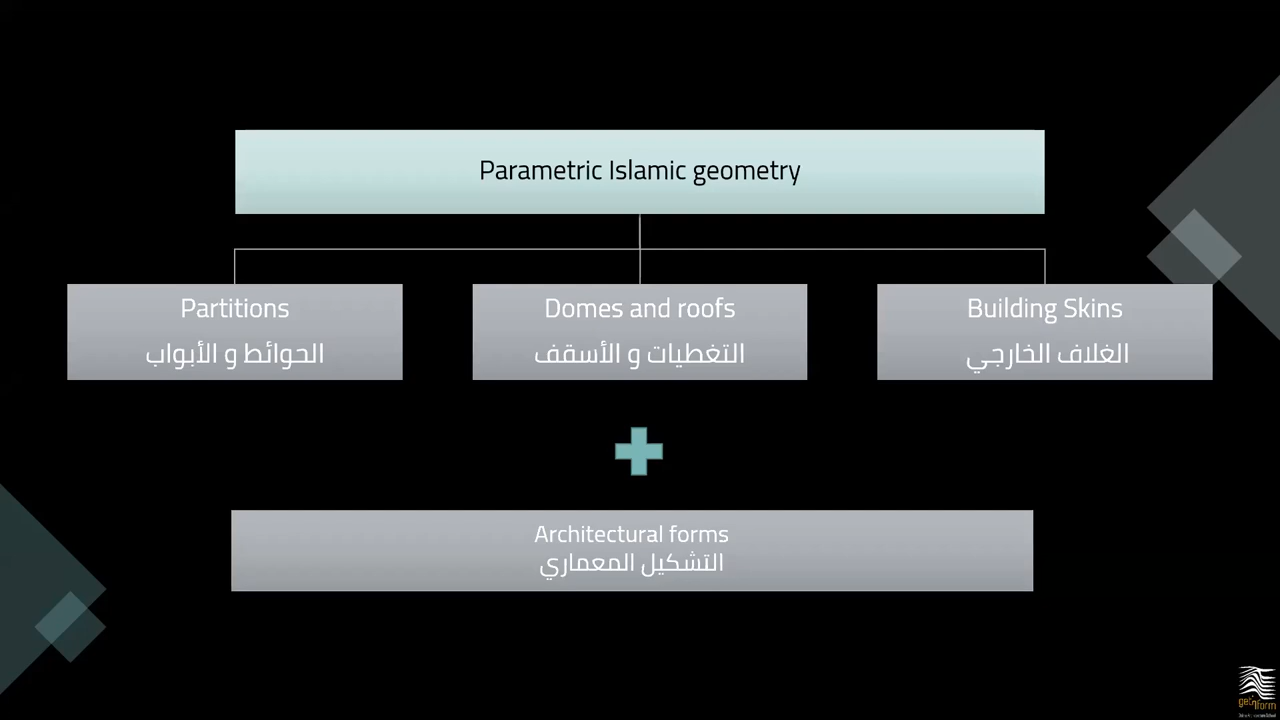 Parametric Islamic geometry
Partitions
الحوائط و الأبواب
Domes and roofs
التغطيات و الأسقف
Building Skins
الغلاف الخارجي
Architectural forms
التشكيل المعماري